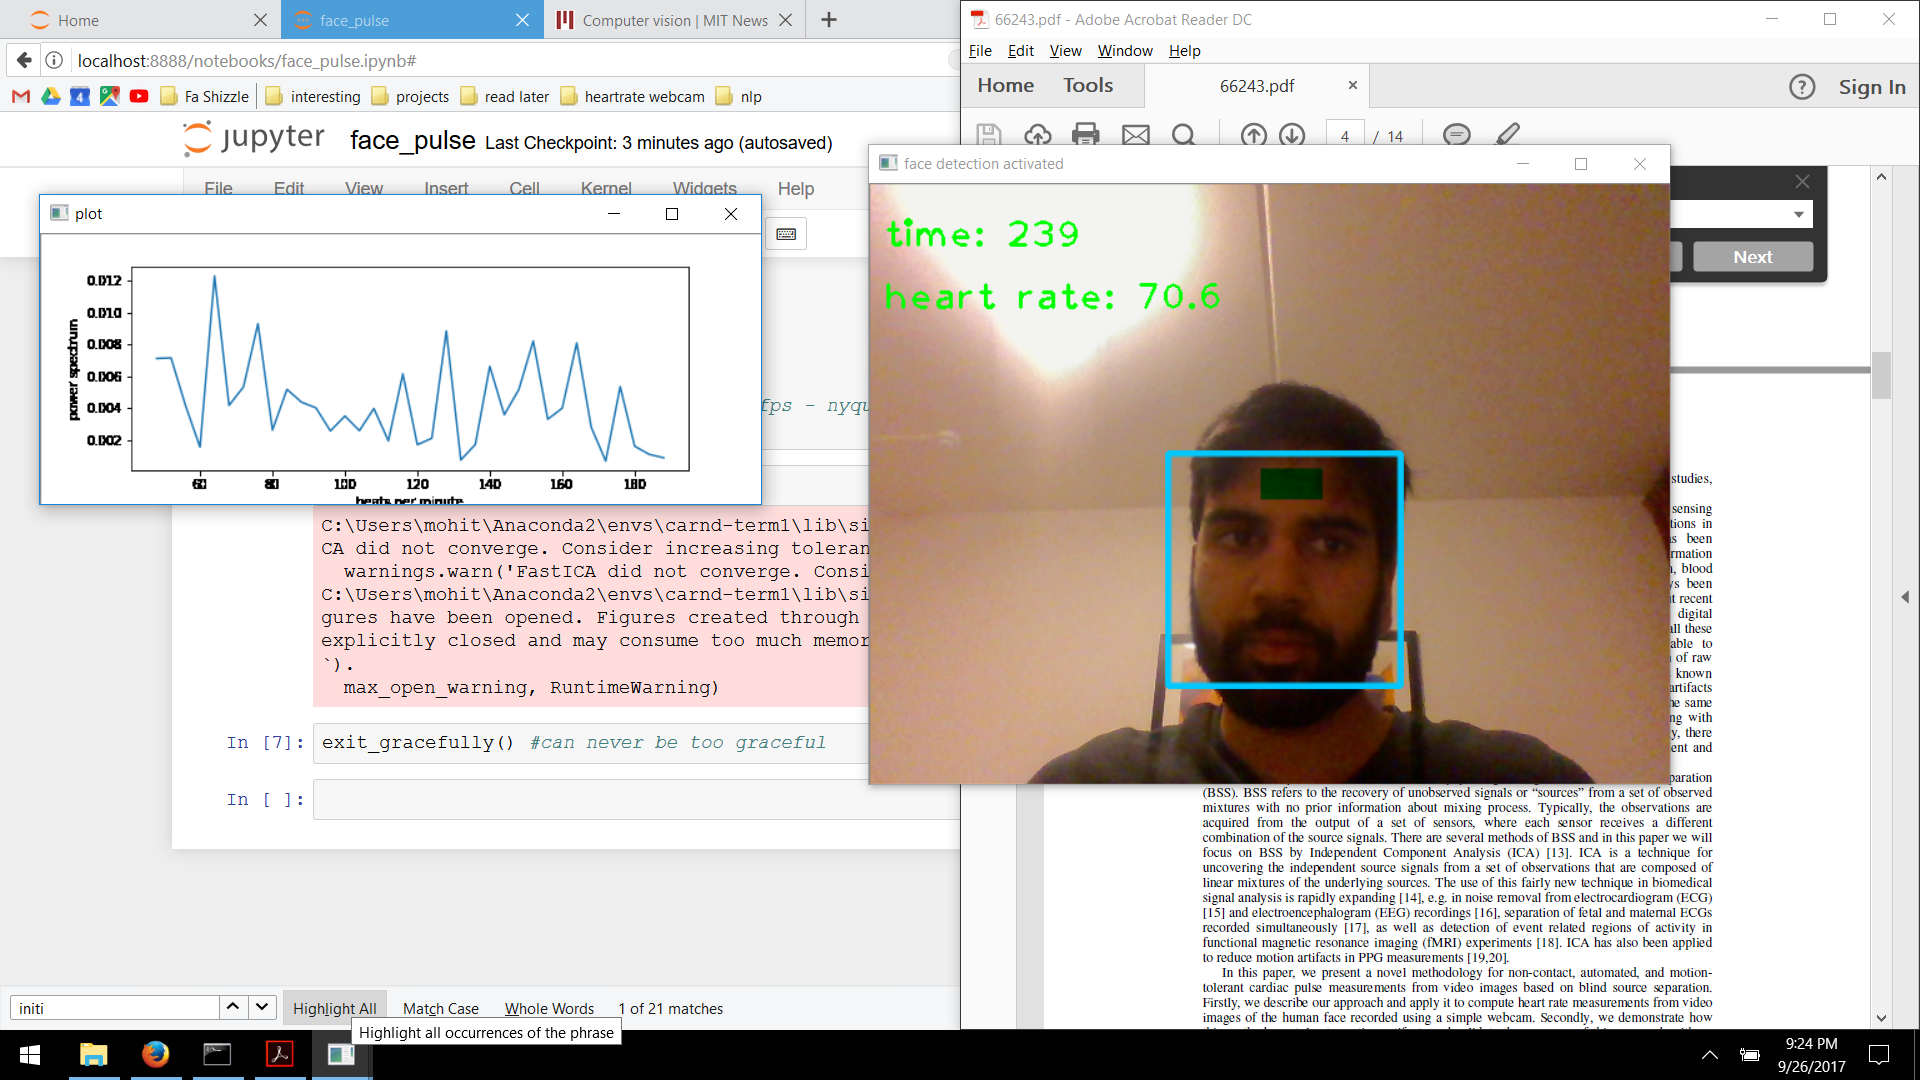 Home
face_pulse
Computer vision | MIT News
localhost:8888/notebooks/face_pulse.ipynb#
4
Fa Shizzle
interesting
projects
read later
heartrate webcam
nlp
jupyter
face_pulse Last Checkpoint: 3 minutes ago (autosaved)
File Edit View Insert Cell Kernel Widgets Help
plot
0.012
0.010
0.008
0.006
0.004
0.002
power spectrum
60 80 100 120 140 160 180
beats per minute
fps - nyqu
C:\Users\mohit\Anaconda2\envs\carnd-term1\lib\si
CA did not converge. Consider increasing toleran
warnings.warn('FastICA did not converge. Consi
C:\Users\mohit\Anaconda2\envs\carnd-term1\lib\si
gures have been opened. Figures created through
explicitly closed and may consume too much memor
`).
max_open_warning, RuntimeWarning)
In [7]: exit_gracefully() #can never be too graceful
In [ ]:
initi
Highlight All
Match Case
Whole Words
1 of 21 matches
Highlight all occurrences of the phrase
66243.pdf - Adobe Acrobat Reader DC
File Edit View Window Help
Home Tools 66243.pdf Sign In
4 / 14
Next
face detection activated
time: 239
heart rate: 70.6
studies,
sensing
tions in
s been
rmation
, blood
ys been
t recent
digital
ll these
able to
of raw
known
artifacts
he same
ng with
y, there
ent and
paration
(BSS). BSS refers to the recovery of unobserved signals or “sources” from a set of observed
mixtures with no prior information about mixing process. Typically, the observations are
acquired from the output of a set of sensors, where each sensor receives a different
combination of the source signals. There are several methods of BSS and in this paper we will
focus on BSS by Independent Component Analysis (ICA) [13]. ICA is a technique for
uncovering the independent source signals from a set of observations that are composed of
linear mixtures of the underlying sources. The use of this fairly new technique in biomedical
signal analysis is rapidly expanding [14], e.g. in noise removal from electrocardiogram (ECG)
[15] and electroencephalogram (EEG) recordings [16], separation of fetal and maternal ECGs
recorded simultaneously [17], as well as detection of event related regions of activity in
functional magnetic resonance imaging (fMRI) experiments [18]. ICA has also been applied
to reduce motion artifacts in PPG measurements [19,20].
In this paper, we present a novel methodology for non-contact, automated, and motion-
tolerant cardiac pulse measurements from video images based on blind source separation.
Firstly, we describe our approach and apply it to compute heart rate measurements from video
images of the human face recorded using a simple webcam. Secondly, we demonstrate how
9:24 PM
9/26/2017